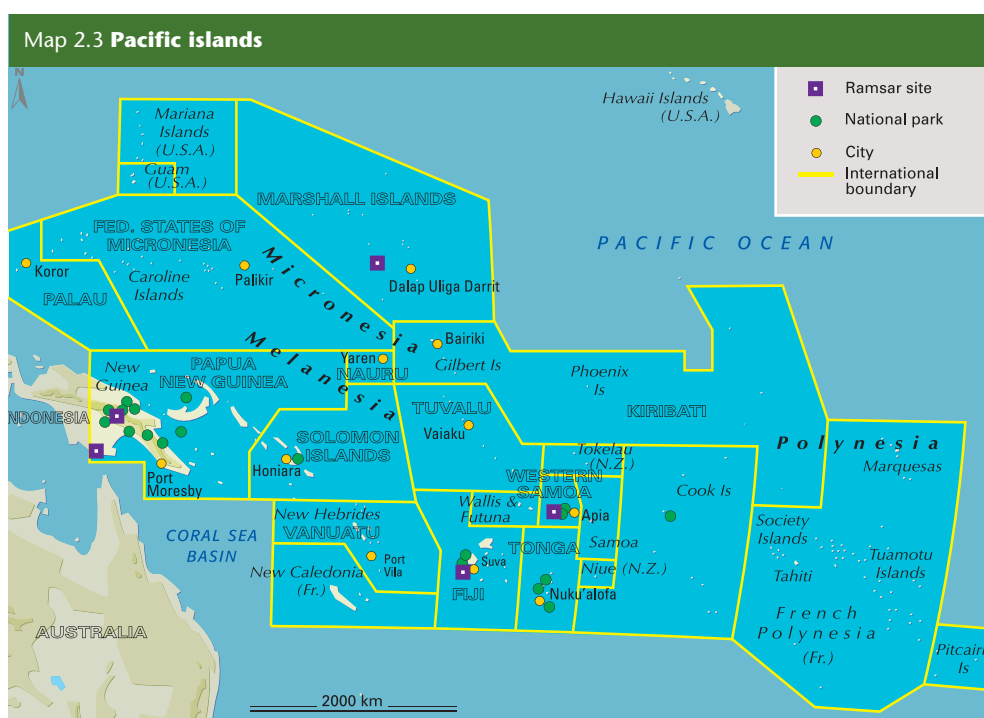 Map 2.3 Pacific islands
N
Ramsar site
National park
City
International
boundary
Hawaii Islands
(U.S.A.)
Mariana
Islands
(U.S.A.)
Guam
(U.S.A.)
MARSHALL ISLANDS
FED. STATES OF
MICRONESIA
PACIFIC OCEAN
Koror
Palikir
Caroline
Islands
Dalap Uliga Darrit
PALAU
Micronesia
Melanesia
Bairiki
Yaren
NAURU
Gilbert Is
Phoenix
Is
KIRIBATI
New
Guinea
PAPUA
NEW GUINEA
NDONESIA
TUVALU
Vaiaku
SOLOMON
ISLANDS
Honiara
Port
Moresby
Polynesia
Marquesas
Tokelau
(N.Z.)
WESTERN
SAMOA
Cook Is
Wallis &
Futuna
Apia
Samoa
CORAL SEA
BASIN
New Hebrides
VANUATU
Port
Vila
New Caledonia
(Fr.)
Suva
FIJI
TONGA
Niue (N.Z.)
Nuku'alofa
Society
Islands
Tahiti
Tuamotu
Islands
French
Polynesia
(Fr.)
Pitcairn
Is
AUSTRALIA
2000 km